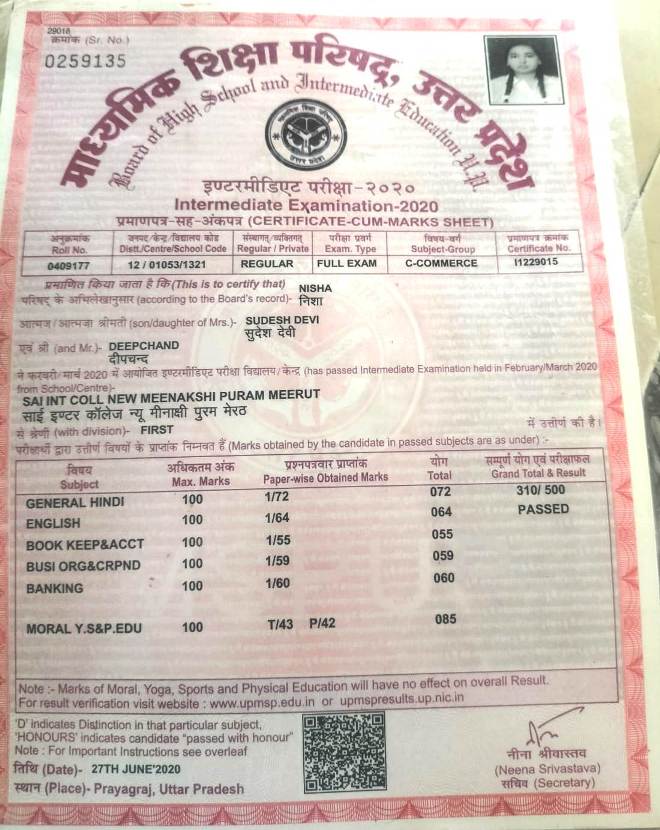 29018
क्रमांक (Sr. No.)
0259135
माध्यमिक शिक्षा परिषद, उत्तर प्रदेश
Board of High School and Intermediate Education U.P.
इण्टरमीडिएट परीक्षा-२०२०
Intermediate Examination-2020
प्रमाणपत्र-सह-अंकपत्र (CERTIFICATE-CUM-MARKS SHEET)
अनुक्रमांक जनपद/केन्द्र/विद्यालय कोड संस्थागत/व्यक्तिगत परीक्षा प्रवर्ग विषय-वर्ग प्रमाणपत्र क्रमांक
Roll No. Distt./Centre/School Code Regular / Private Exam. Type Subject-Group Certificate No.
0409177 12 / 01053/1321 REGULAR FULL EXAM C-COMMERCE I1229015
प्रमाणित किया जाता है कि (This is to certify that) NISHA
परिषद के अभिलेखानुसार (according to the Board's record)- निशा
आत्मज/आत्मजा श्रीमती (son/daughter of Mrs.)- SUDESH DEVI
सुदेश देवी
एवं श्री (and Mr.)- DEEPCHAND
दीपचन्द
ने फरवरी/मार्च 2020 में आयोजित इण्टरमीडिएट परीक्षा विद्यालय/केन्द्र (has passed Intermediate Examination held in February/March 2020
from School/Centre)-
SAI INT COLL NEW MEENAKSHI PURAM MEERUT
साई इण्टर कॉलेज न्यू मीनाक्षी पुरम मेरठ
से श्रेणी (with division)- FIRST में उत्तीर्ण की है।
परीक्षार्थी द्वारा उत्तीर्ण विषयों के प्राप्तांक निम्नवत हैं (Marks obtained by the candidate in passed subjects are as under) :-
विषय अधिकतम अंक प्रश्नपत्रवार प्राप्तांक योग सम्पूर्ण योग एवं परीक्षाफल
Subject Max. Marks Paper-wise Obtained Marks Total Grand Total & Result
GENERAL HINDI 100 1/72 072 310/ 500
ENGLISH 100 1/64 064 PASSED
BOOK KEEP&ACCT 100 1/55 055
BUSI ORG&CRPND 100 1/59 059
BANKING 100 1/60 060
MORAL Y.S&P.EDU 100 T/43 P/42 085
Note :- Marks of Moral, Yoga, Sports and Physical Education will have no effect on overall Result.
For result verification visit website : www.upmsp.edu.in or upmspresults.up.nic.in
'D' indicates Distinction in that particular subject,
'HONOURS' indicates candidate "passed with honour"
Note : For Important Instructions see overleaf
तिथि (Date)- 27TH JUNE'2020
स्थान (Place)- Prayagraj, Uttar Pradesh
नीना श्रीवास्तव
(Neena Srivastava)
सचिव (Secretary)